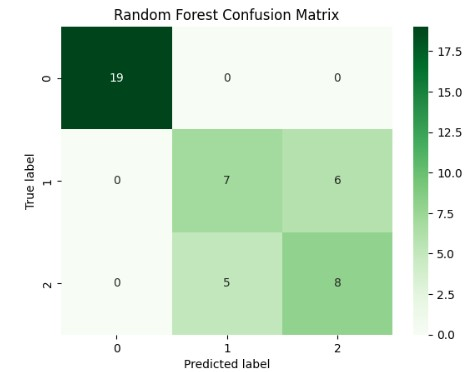 Random Forest Confusion Matrix
True label
0 19 0 0
1 0 7 6
2 0 5 8
0 1 2
Predicted label
17.5
15.0
12.5
10.0
7.5
5.0
2.5
0.0